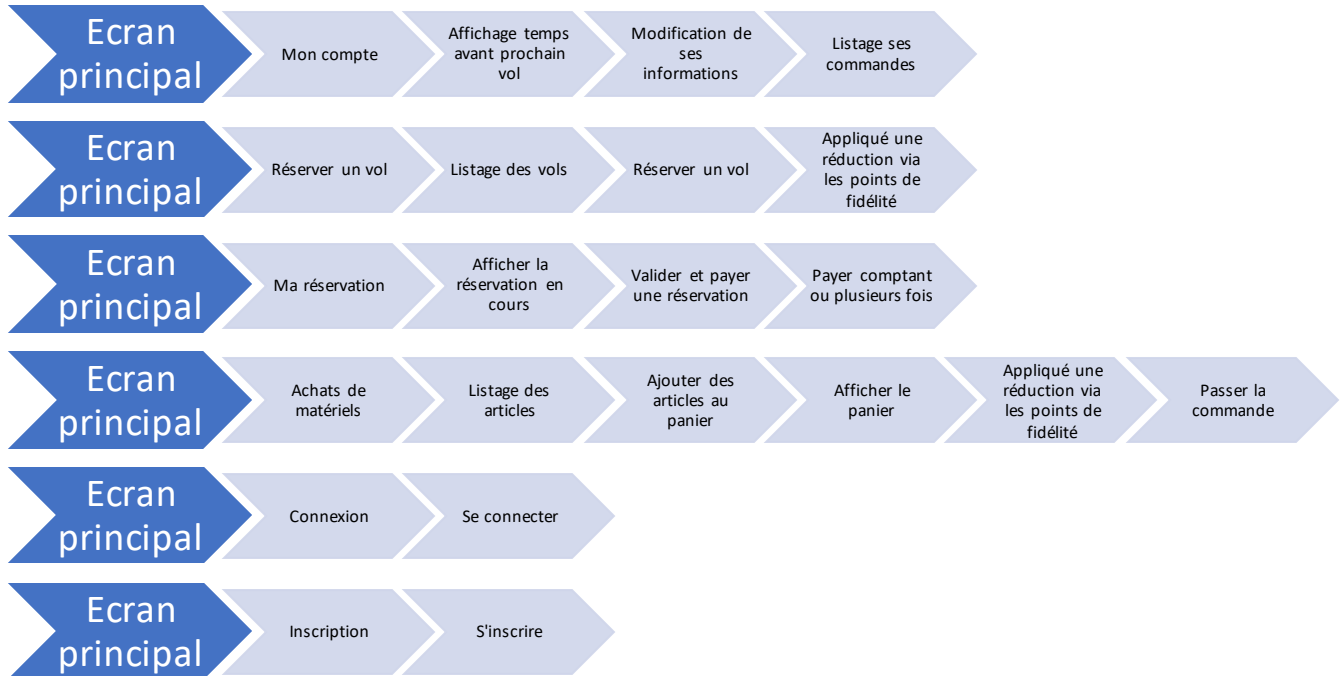 Ecran
principal
Mon compte
Affichage temps
avant prochain
vol
Modification de
ses
informations
Listage ses
commandes
Ecran
principal
Réserver un vol
Listage des vols
Réserver un vol
Appliqué une
réduction via
les points de
fidélité
Ecran
principal
Ma réservation
Afficher la
réservation en
cours
Valider et payer
une réservation
Payer comptant
ou plusieurs fois
Ecran
principal
Achats de
matériels
Listage des
articles
Ajouter des
articles au
panier
Afficher le
panier
Appliqué une
réduction via
les points de
fidélité
Passer la
commande
Ecran
principal
Connexion
Se connecter
Ecran
principal
Inscription
S'inscrire